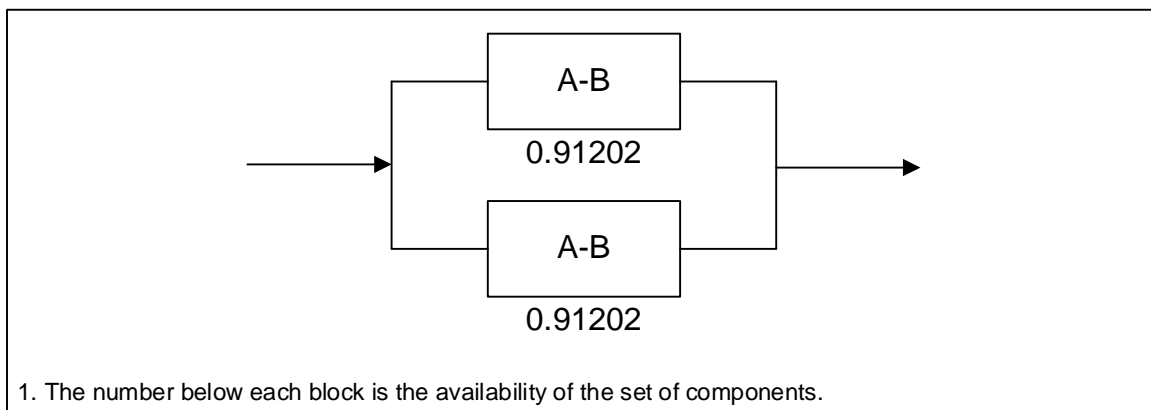 A-B
0.91202
A-B
0.91202
1. The number below each block is the availability of the set of components.